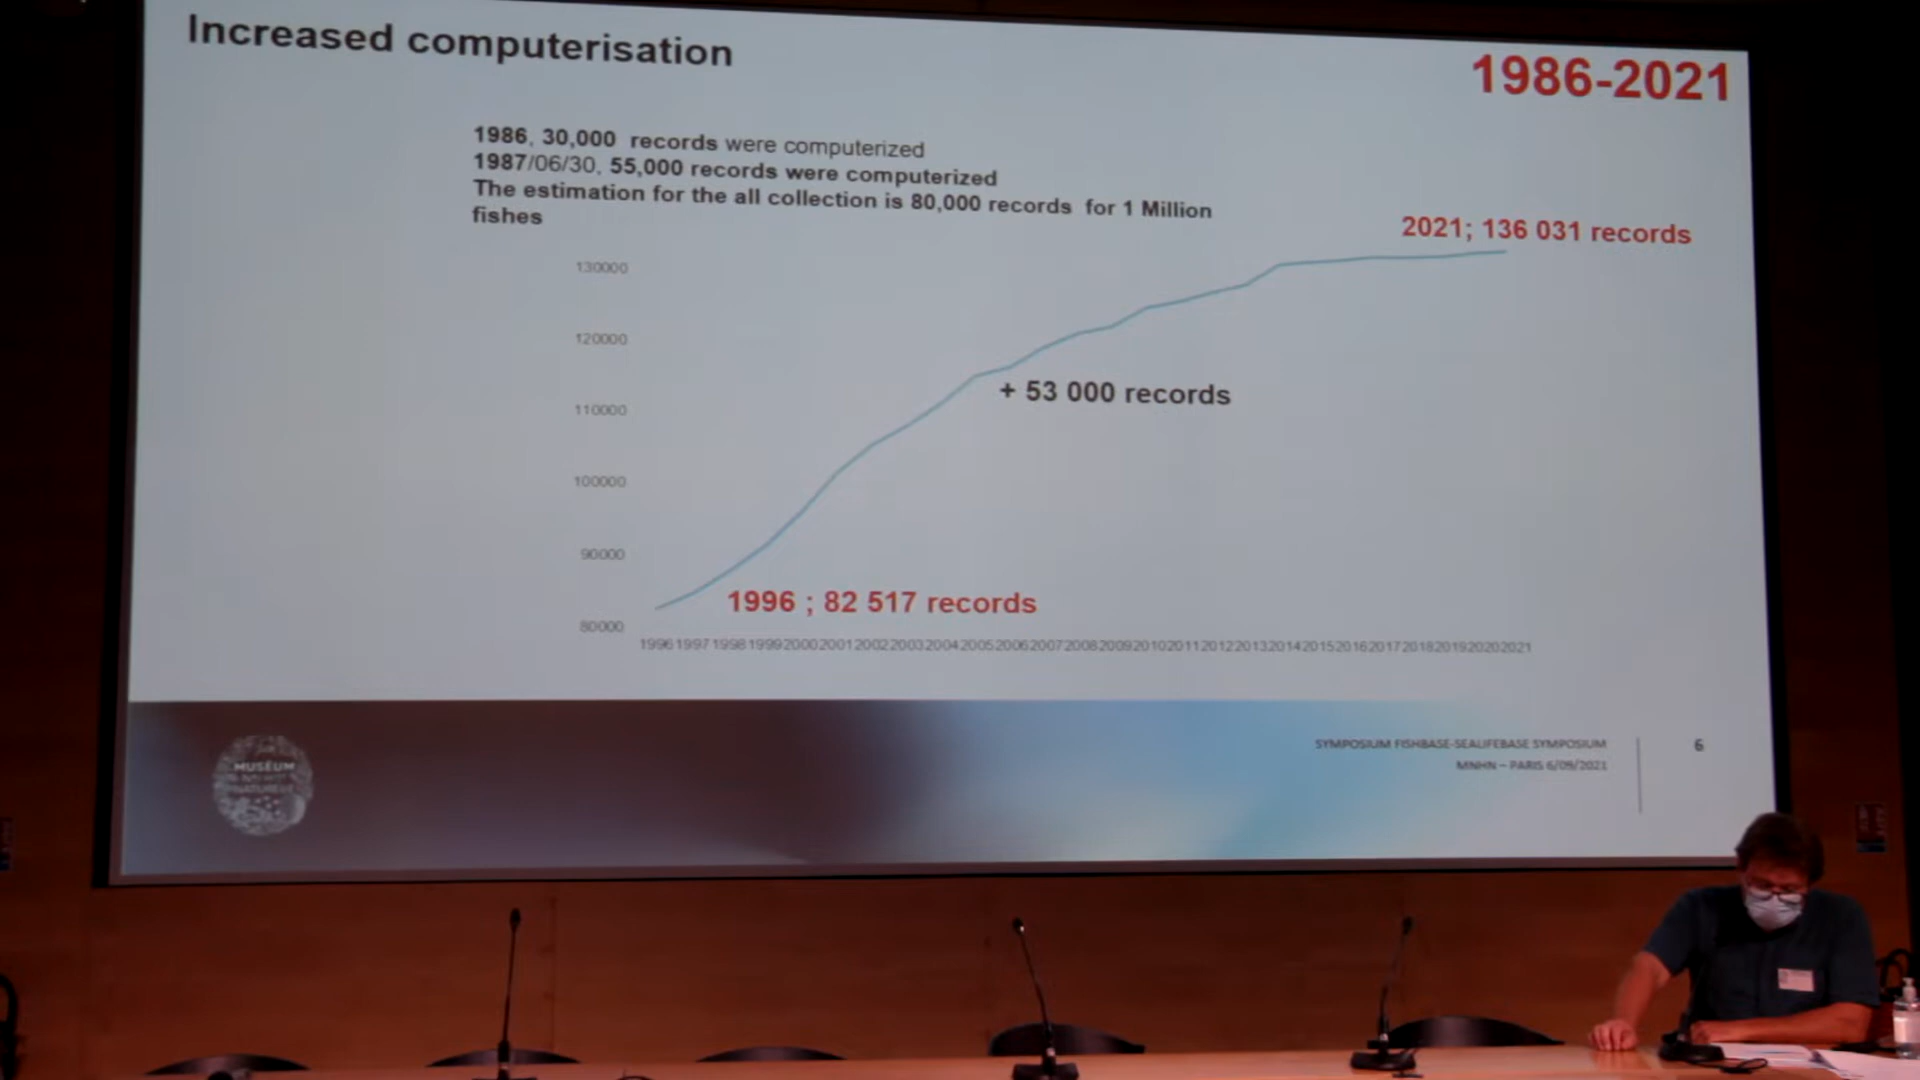 Increased computerisation
1986-2021
1986, 30,000 records were computerized
1987/06/30, 55,000 records were computerized
The estimation for the all collection is 80,000 records for 1 Million
fishes
2021; 136 031 records
130000
120000
+ 53 000 records
110000
100000
90000
1996 ; 82 517 records
80000
1996 1997 1998 1999 2000 2001 2002 2003 2004 2005 2006 2007 2008 2009 2010 2011 2012 2013 2014 2015 2016 2017 2018 2019 2020 2021
MUSÉUM
SYMPOSIUM FISHBASE-SEALIFEBASE SYMPOSIUM
6
MNHN – PARIS 6/09/2021